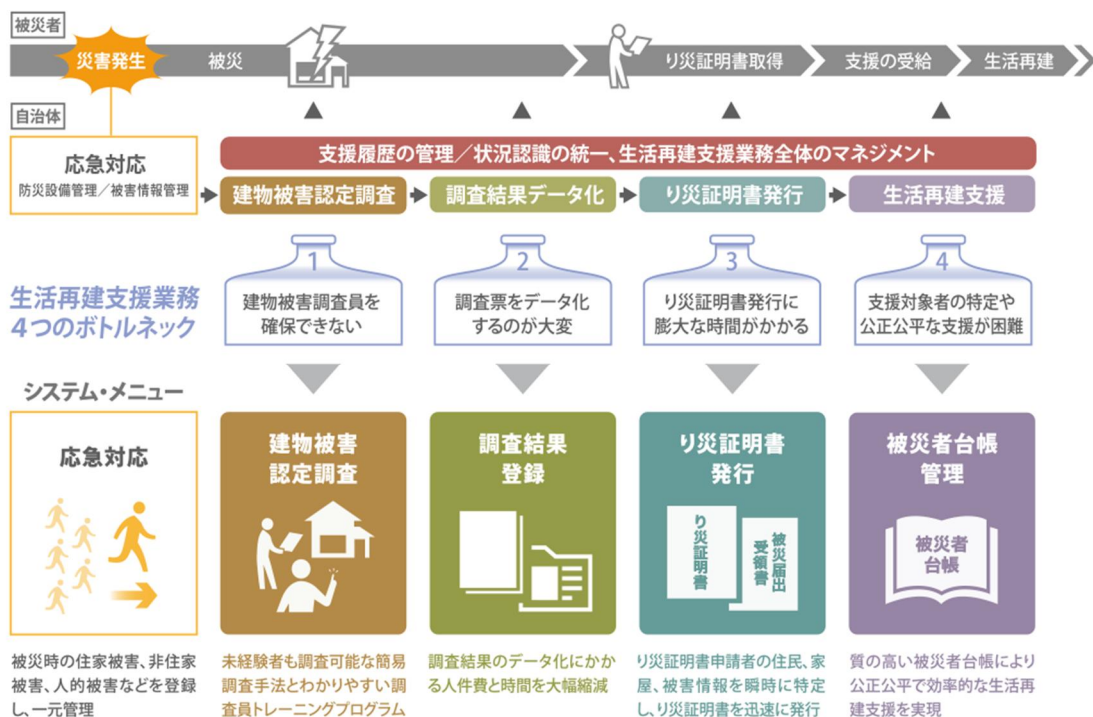 被災者
災害発生
被災
り災証明書取得
支援の受給
生活再建
自治体
応急対応
防災設備管理／被害情報管理
支援履歴の管理／状況認識の統一、生活再建支援業務全体のマネジメント
建物被害認定調査
調査結果データ化
り災証明書発行
生活再建支援
生活再建支援業務
4つのボトルネック
1
建物被害調査員を
確保できない
2
調査票をデータ化
するのが大変
3
り災証明書発行に
膨大な時間がかかる
4
支援対象者の特定や
公正公平な支援が困難
システム・メニュー
応急対応
被災時の住家被害、非住家
被害、人的被害などを登録
し、一元管理
建物被害
認定調査
未経験者も調査可能な簡易
調査手法とわかりやすい調
査員トレーニングプログラム
調査結果
登録
調査結果のデータ化にかか
る人件費と時間を大幅縮減
り災証明書
発行
り災証明書
被災届出
受領書
り災証明書申請者の住民、家
屋、被害情報を瞬時に特定
し、り災証明書を迅速に発行
被災者台帳
管理
被災者
台帳
質の高い被災者台帳により
公正公平で効率的な生活再
建支援を実現